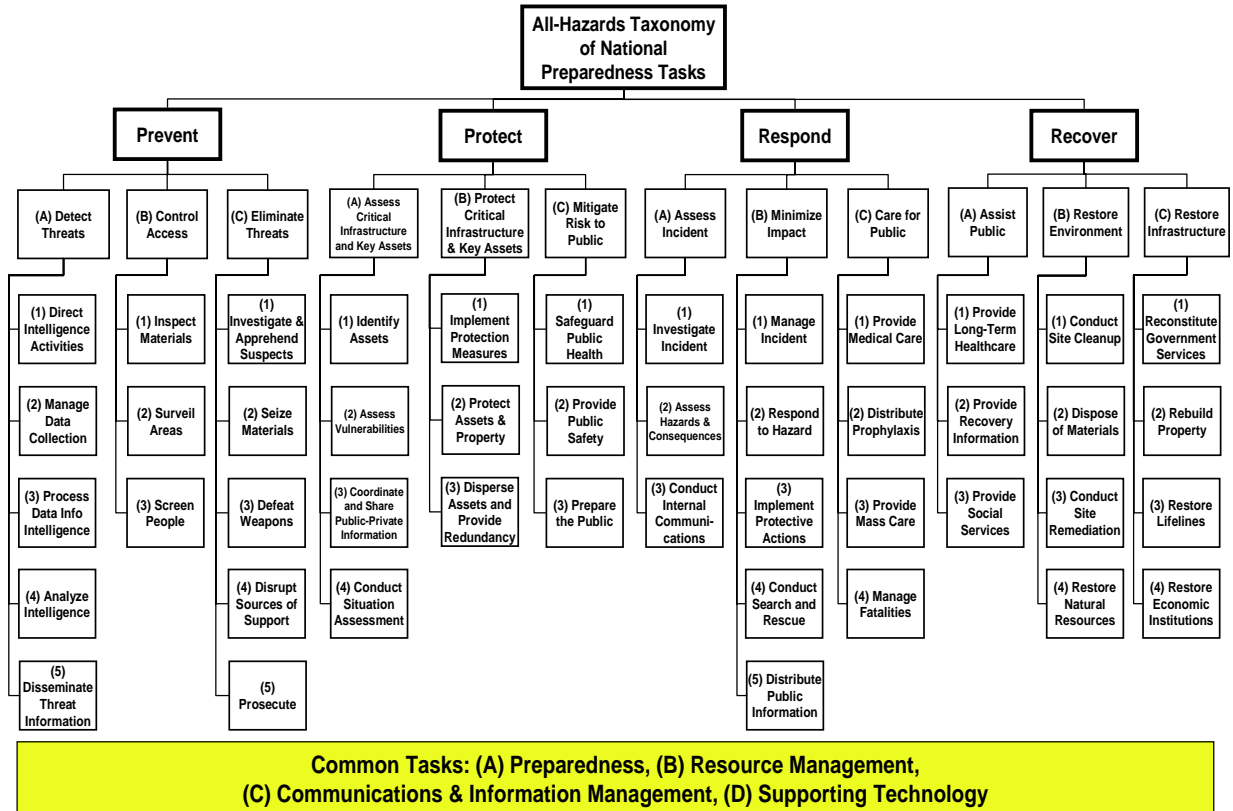 All-Hazards Taxonomy
of National
Preparedness Tasks
Prevent
Protect
Respond
Recover
(A) Detect
Threats
(B) Control
Access
(C) Eliminate
Threats
(A) Assess
Critical
Infrastructure
and Key Assets
(B) Protect
Critical
Infrastructure
& Key Assets
(C) Mitigate
Risk to
Public
(A) Assess
Incident
(B) Minimize
Impact
(C) Care for
Public
(A) Assist
Public
(B) Restore
Environment
(C) Restore
Infrastructure
(1) Direct
Intelligence
Activities
(1) Inspect
Materials
(1)
Investigate &
Apprehend
Suspects
(1) Identify
Assets
(1)
Implement
Protection
Measures
(1)
Safeguard
Public
Health
(1)
Investigate
Incident
(1) Manage
Incident
(1) Provide
Medical Care
(1) Provide
Long-Term
Healthcare
(1) Conduct
Site Cleanup
(1)
Reconstitute
Government
Services
(2) Manage
Data
Collection
(2) Surveil
Areas
(2) Seize
Materials
(2) Assess
Vulnerabilities
(2) Protect
Assets &
Property
(2) Provide
Public
Safety
(2) Assess
Hazards &
Consequences
(2) Respond
to Hazard
(2) Distribute
Prophylaxis
(2) Provide
Recovery
Information
(2) Dispose
of Materials
(2) Rebuild
Property
(3) Process
Data Info
Intelligence
(3) Screen
People
(3) Defeat
Weapons
(3) Coordinate
and Share
Public-Private
Information
(3) Disperse
Assets and
Provide
Redundancy
(3) Prepare
the Public
(3) Conduct
Internal
Communi-
cations
(3)
Implement
Protective
Actions
(3) Provide
Mass Care
(3) Provide
Social
Services
(3) Conduct
Site
Remediation
(3) Restore
Lifelines
(4) Analyze
Intelligence
(4) Disrupt
Sources of
Support
(4) Conduct
Situation
Assessment
(4) Conduct
Search and
Rescue
(4) Manage
Fatalities
(4) Restore
Natural
Resources
(4) Restore
Economic
Institutions
(5)
Disseminate
Threat
Information
(5)
Prosecute
(5) Distribute
Public
Information
Common Tasks: (A) Preparedness, (B) Resource Management,
(C) Communications & Information Management, (D) Supporting Technology